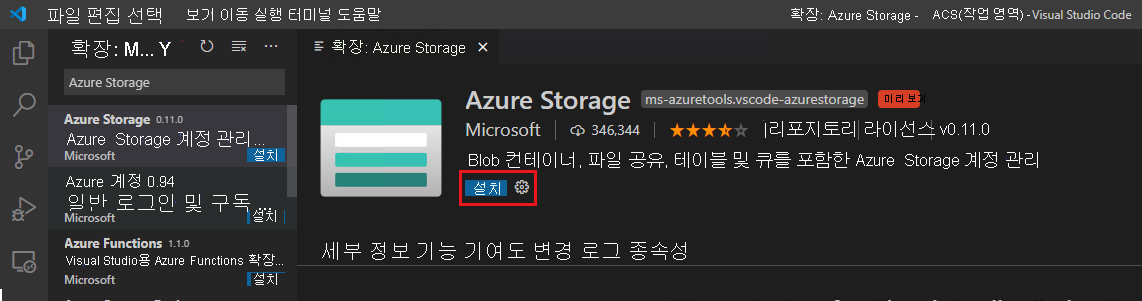 파일 편집 선택 보기 이동 실행 터미널 도움말 확장: Azure Storage - ACS(작업 영역) -Visual Studio Code
확장: M... Y
확장: Azure Storage
Azure Storage
Azure Storage 0.11.0
Azure Storage 계정 관리...
Microsoft 설치
Azure 계정 0.94
일반 로그인 및 구독 ...
Microsoft 설치
Azure Functions 1.1.0
Visual Studio용 Azure Functions 확장...
Microsoft 설치
Azure Storage ms-azuretools.vscode-azurestorage 미리 보기
Microsoft 346,344 리포지토리 라이선스 v0.11.0
Blob 컨테이너, 파일 공유, 테이블 및 큐를 포함한 Azure Storage 계정 관리
설치
세부 정보 기능 기여도 변경 로그 종속성